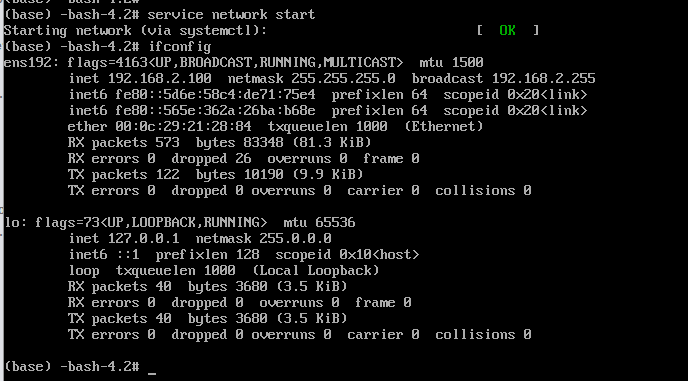 (base) -bash-4.2# service network start
Starting network (via systemctl): [ OK ]
(base) -bash-4.2# ifconfig
ens192: flags=4163<UP,BROADCAST,RUNNING,MULTICAST> mtu 1500
inet 192.168.2.100 netmask 255.255.255.0 broadcast 192.168.2.255
inet6 fe80::5d6e:58c4:de71:75e4 prefixlen 64 scopeid 0x20<link>
inet6 fe80::565e:362a:26ba:b68e prefixlen 64 scopeid 0x20<link>
ether 00:0c:29:21:28:84 txqueuelen 1000 (Ethernet)
RX packets 573 bytes 83348 (81.3 KiB)
RX errors 0 dropped 26 overruns 0 frame 0
TX packets 122 bytes 10190 (9.9 KiB)
TX errors 0 dropped 0 overruns 0 carrier 0 collisions 0
lo: flags=73<UP,LOOPBACK,RUNNING> mtu 65536
inet 127.0.0.1 netmask 255.0.0.0
inet6 ::1 prefixlen 128 scopeid 0x10<host>
loop txqueuelen 1000 (Local Loopback)
RX packets 40 bytes 3680 (3.5 KiB)
RX errors 0 dropped 0 overruns 0 frame 0
TX packets 40 bytes 3680 (3.5 KiB)
TX errors 0 dropped 0 overruns 0 carrier 0 collisions 0
(base) -bash-4.2# _